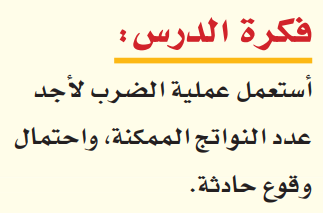 فكرة الدرس:
أستعمل عملية الضرب لأجد
عدد النواتج الممكنة، واحتمال
وقوع حادثة.